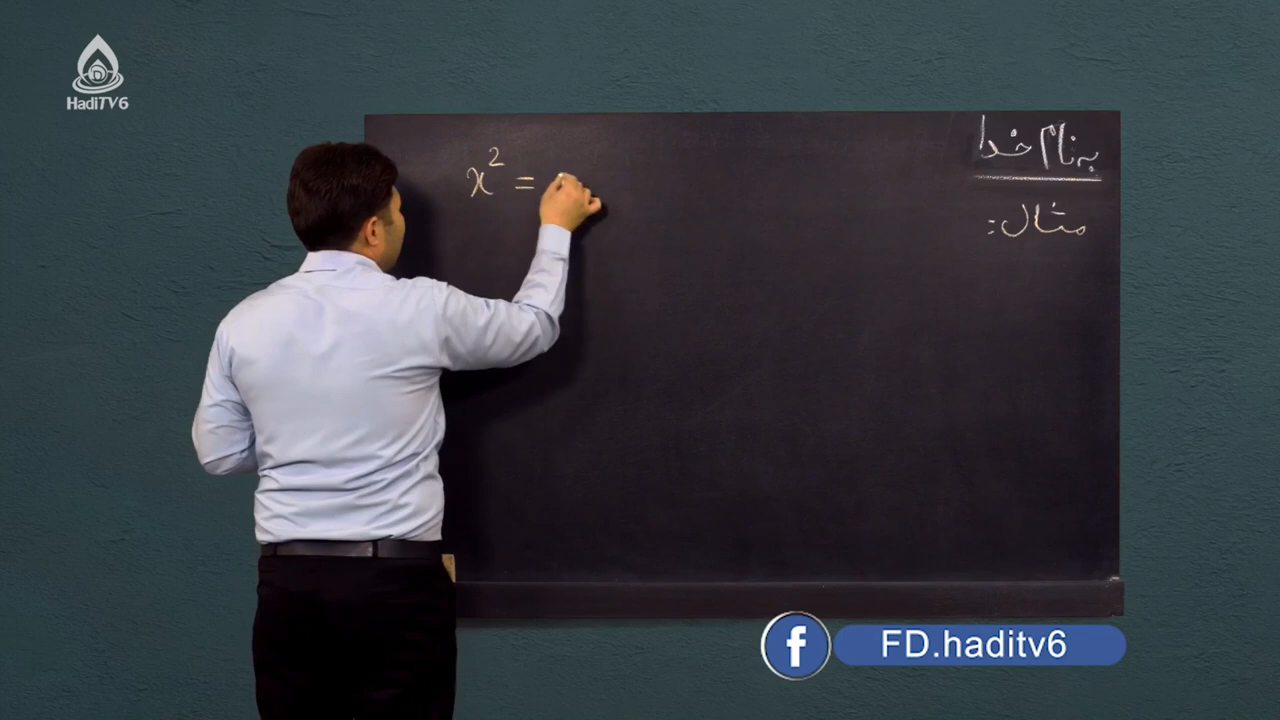 HadiTV6
به نام خدا
مثال:
x² =
FD.haditv6